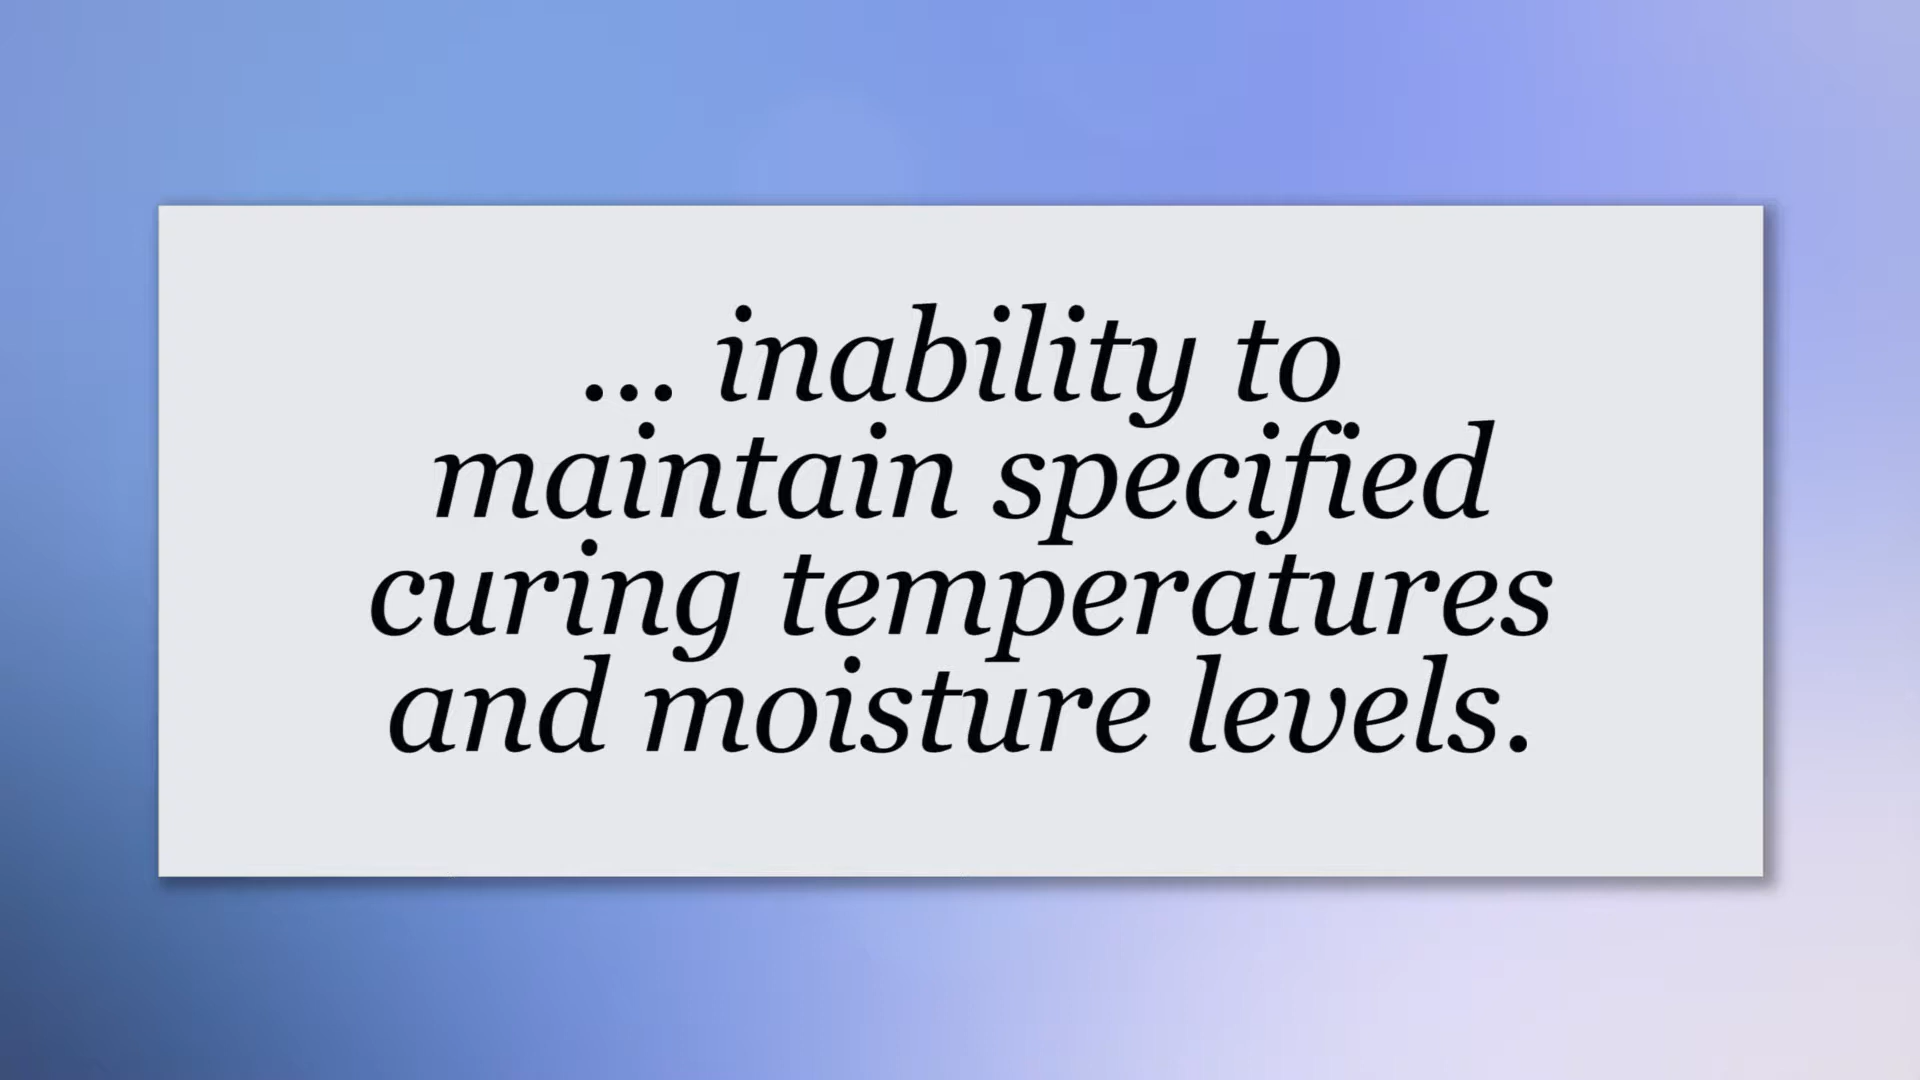 ... inability to
maintain specified
curing temperatures
and moisture levels.